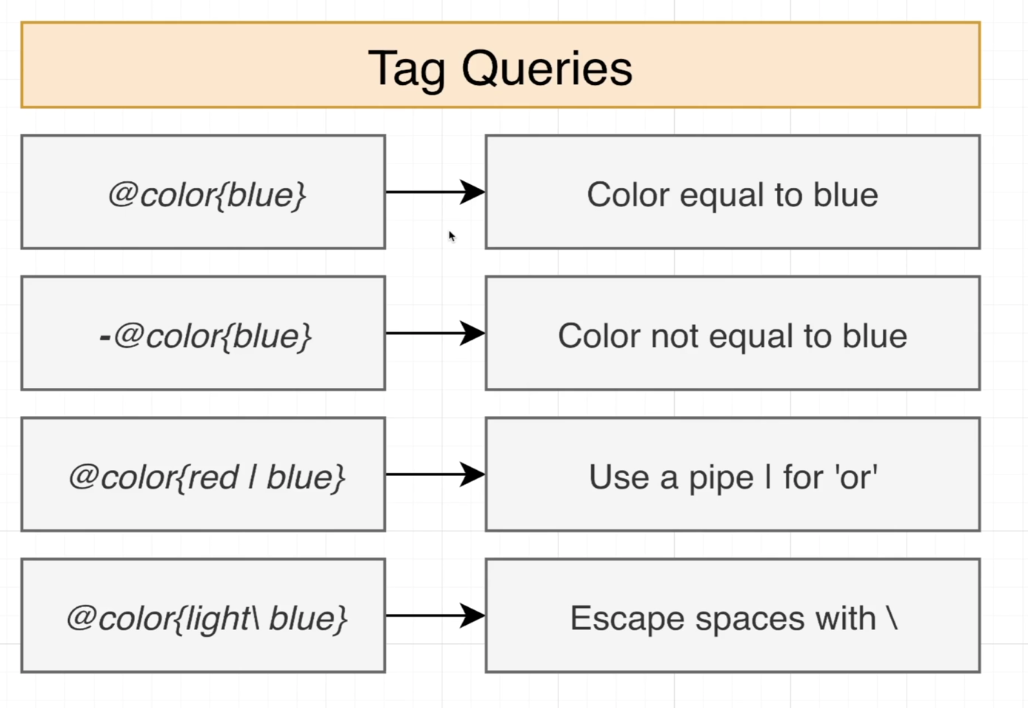 Tag Queries
@color{blue}
Color equal to blue
-@color{blue}
Color not equal to blue
@color{red | blue}
Use a pipe | for 'or'
@color{light\ blue}
Escape spaces with \